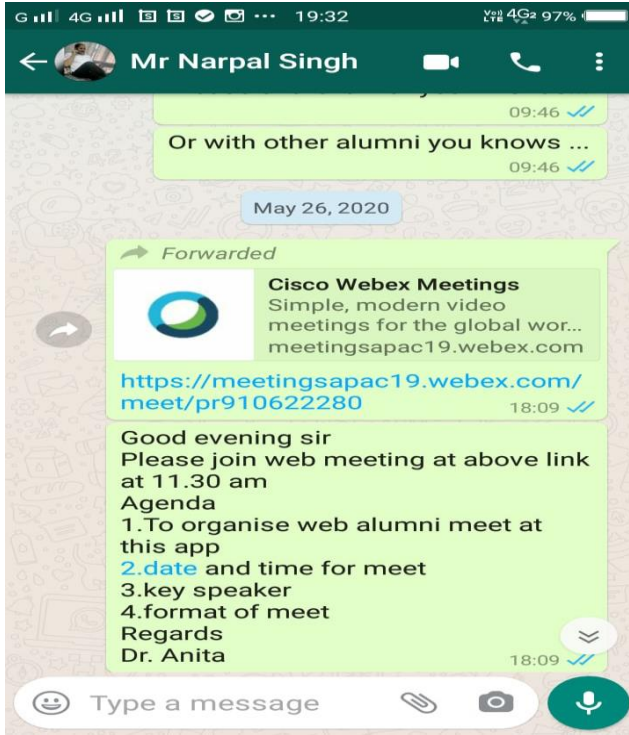 G 4G 19:32 4G2 97%
Mr Narpal Singh
09:46
Or with other alumni you knows ...
09:46
May 26, 2020
Forwarded
Cisco Webex Meetings
Simple, modern video
meetings for the global wor...
meetingsapac19.webex.com
https://meetingsapac19.webex.com/
meet/pr910622280
18:09
Good evening sir
Please join web meeting at above link
at 11.30 am
Agenda
1.To organise web alumni meet at
this app
2.date and time for meet
3.key speaker
4.format of meet
Regards
Dr. Anita
18:09
Type a message